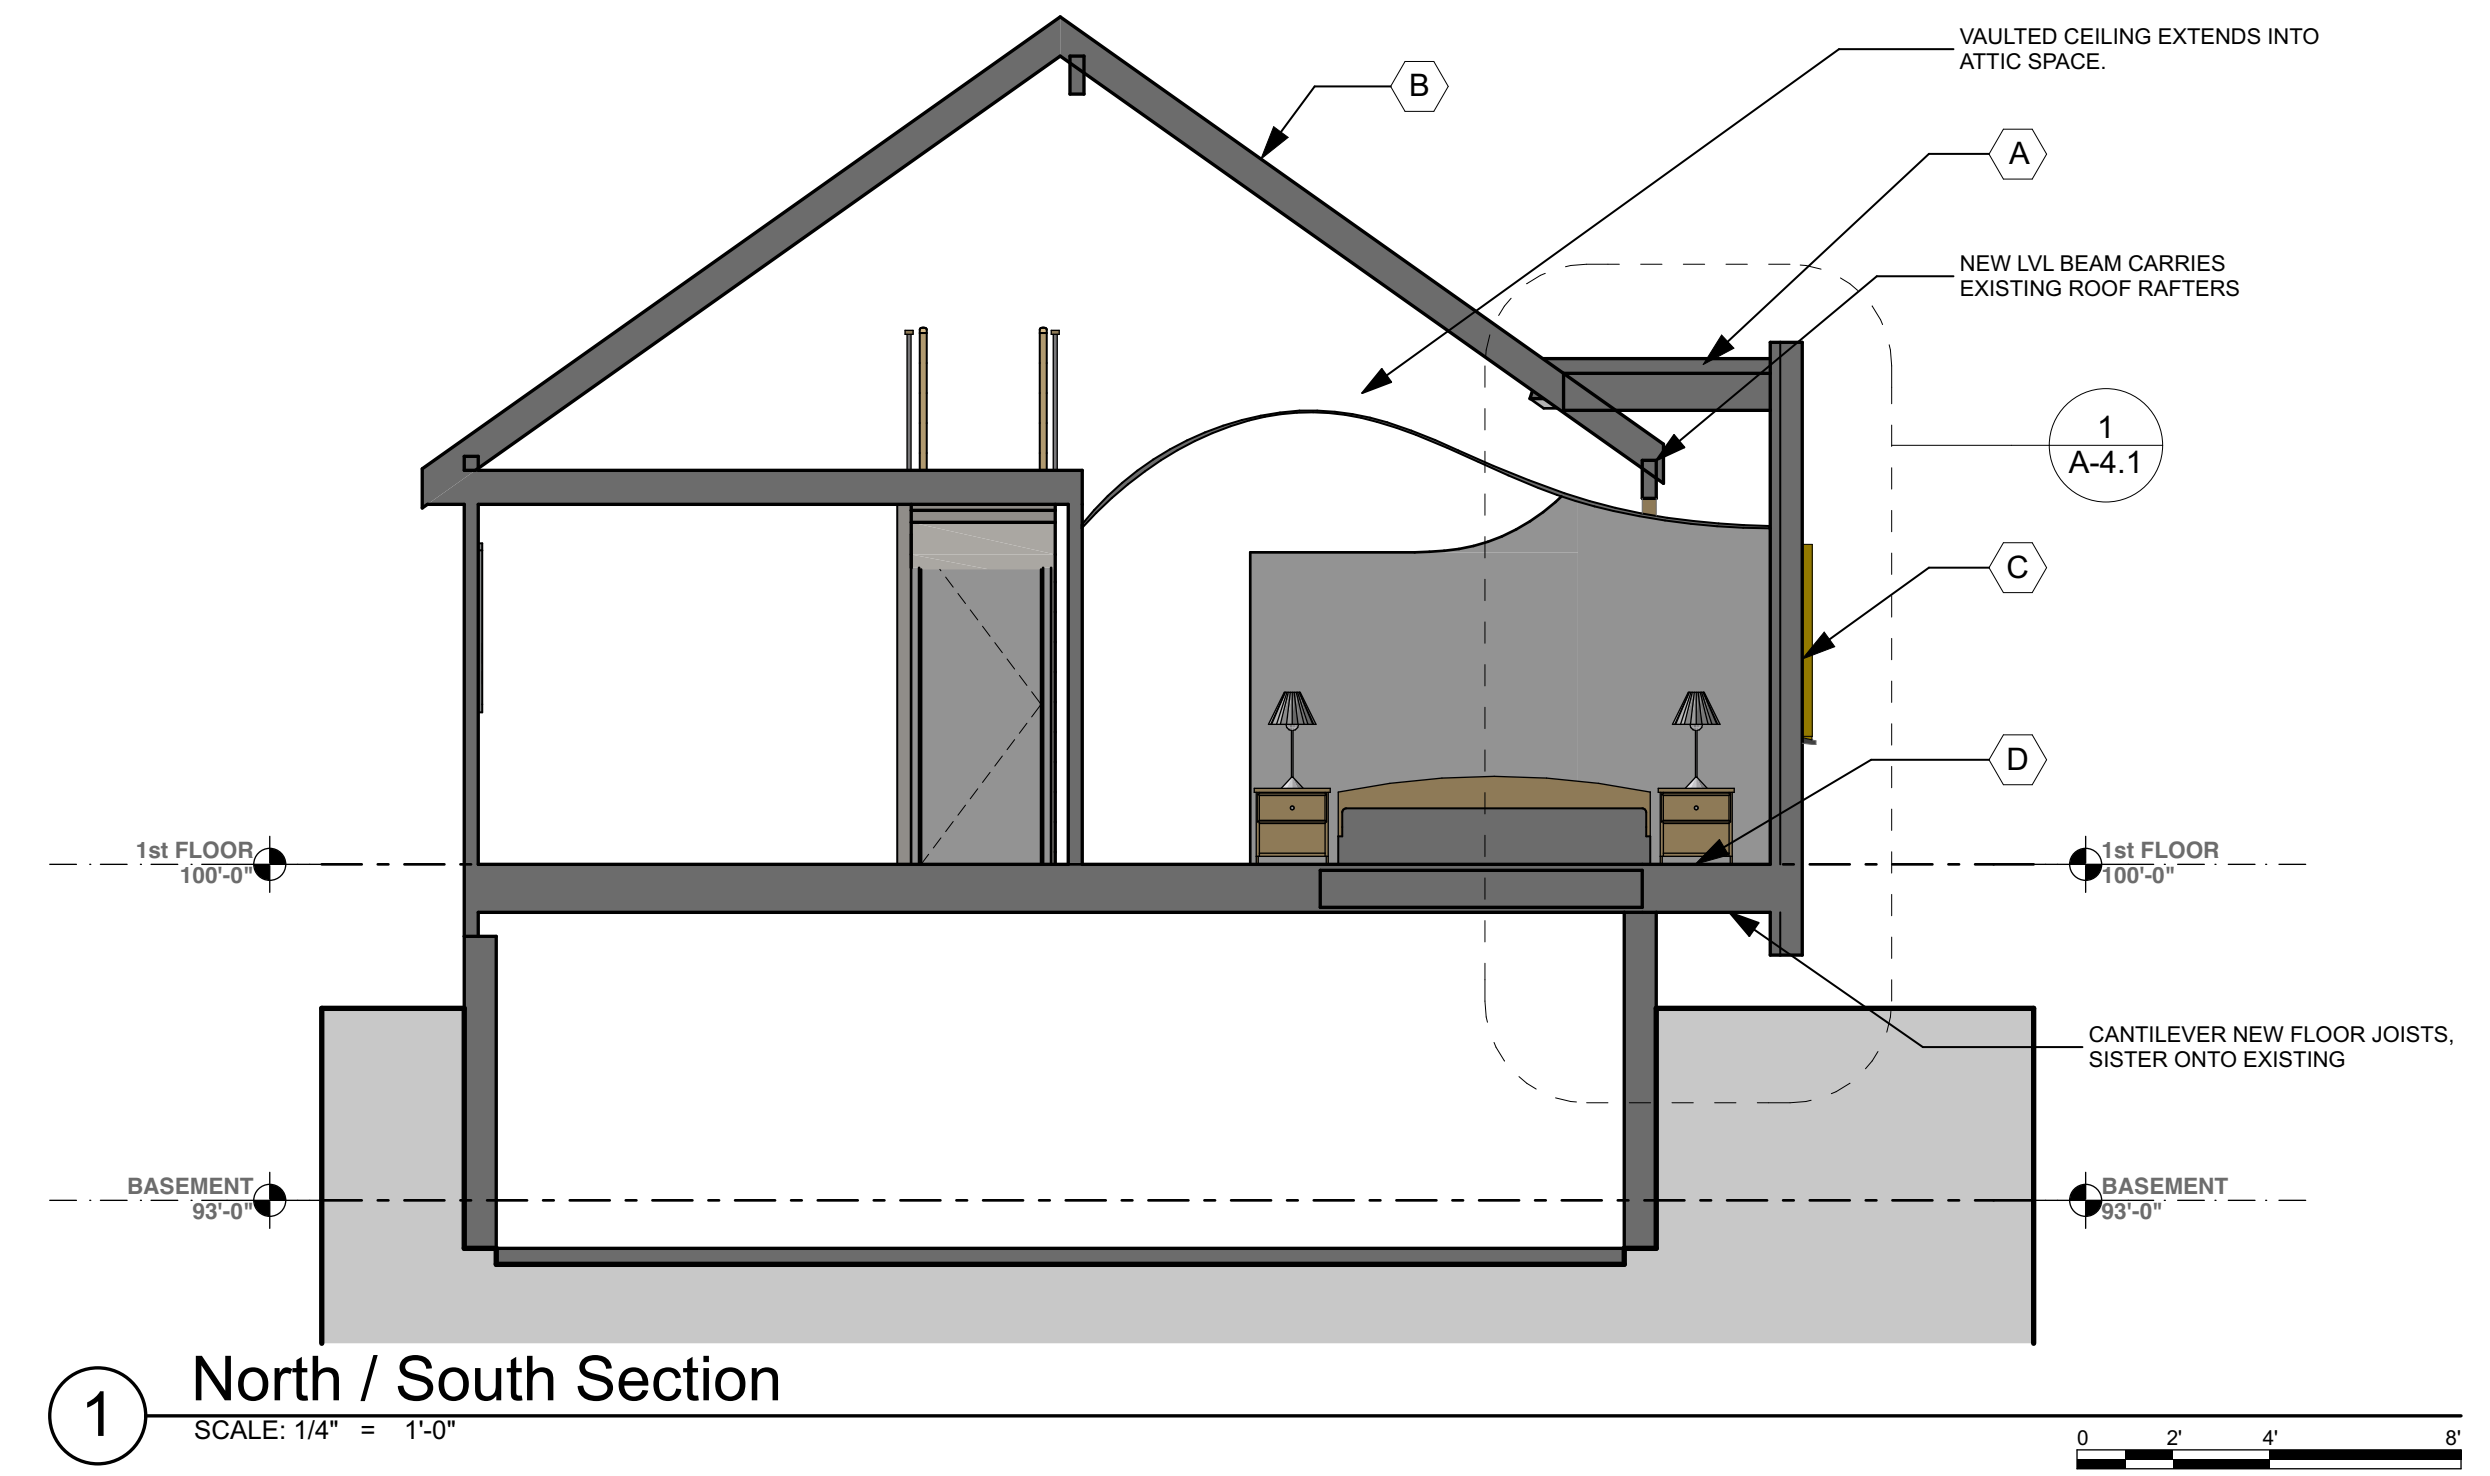 VAULTED CEILING EXTENDS INTO
ATTIC SPACE.
B
A
NEW LVL BEAM CARRIES
EXISTING ROOF RAFTERS
1
A-4.1
C
D
1st FLOOR
100'-0"
1st FLOOR
100'-0"
CANTILEVER NEW FLOOR JOISTS,
SISTER ONTO EXISTING
BASEMENT
93'-0"
BASEMENT
93'-0"
1
North / South Section
SCALE: 1/4" = 1'-0"
0 2' 4' 8'